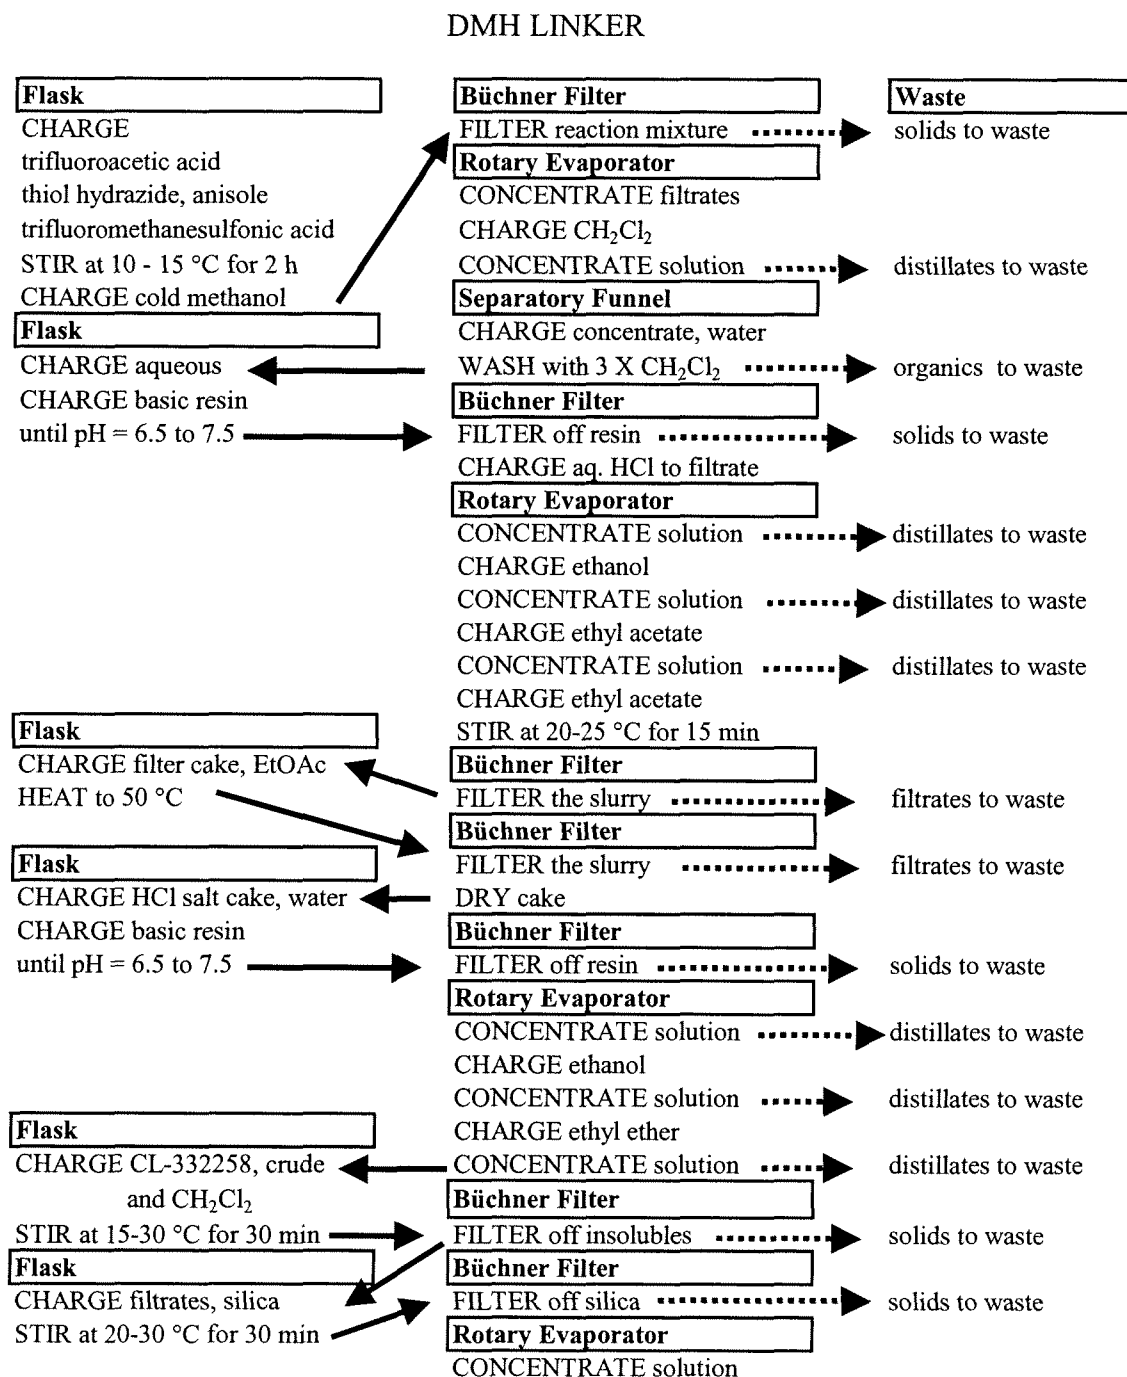 DMH LINKER
Flask
CHARGE
trifluoroacetic acid
thiol hydrazide, anisole
trifluoromethanesulfonic acid
STIR at 10 - 15 °C for 2 h
CHARGE cold methanol
Flask
CHARGE aqueous
CHARGE basic resin
until pH = 6.5 to 7.5
Flask
CHARGE filter cake, EtOAc
HEAT to 50 °C
Flask
CHARGE HCl salt cake, water
CHARGE basic resin
until pH = 6.5 to 7.5
Flask
CHARGE CL-332258, crude
and CH₂Cl₂
STIR at 15-30 °C for 30 min
Flask
CHARGE filtrates, silica
STIR at 20-30 °C for 30 min
Büchner Filter
FILTER reaction mixture
Rotary Evaporator
CONCENTRATE filtrates
CHARGE CH₂Cl₂
CONCENTRATE solution
Separatory Funnel
CHARGE concentrate, water
WASH with 3 X CH₂Cl₂
Büchner Filter
FILTER off resin
CHARGE aq. HCl to filtrate
Rotary Evaporator
CONCENTRATE solution
CHARGE ethanol
CONCENTRATE solution
CHARGE ethyl acetate
CONCENTRATE solution
CHARGE ethyl acetate
STIR at 20-25 °C for 15 min
Büchner Filter
FILTER the slurry
Büchner Filter
FILTER the slurry
DRY cake
Büchner Filter
FILTER off resin
Rotary Evaporator
CONCENTRATE solution
CHARGE ethanol
CONCENTRATE solution
CHARGE ethyl ether
CONCENTRATE solution
Büchner Filter
FILTER off insolubles
Büchner Filter
FILTER off silica
Rotary Evaporator
CONCENTRATE solution
Waste
solids to waste
distillates to waste
organics to waste
solids to waste
distillates to waste
distillates to waste
distillates to waste
filtrates to waste
filtrates to waste
solids to waste
distillates to waste
distillates to waste
distillates to waste
solids to waste
solids to waste